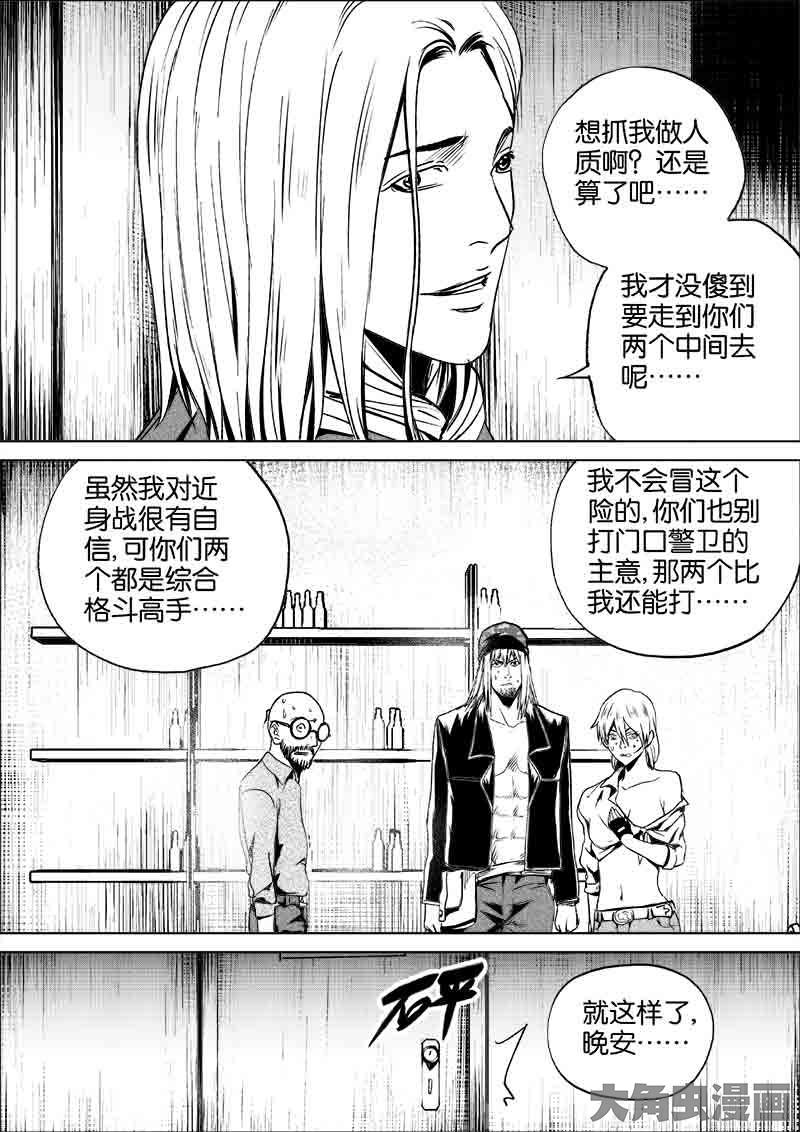 想抓我做人
质啊？还是
算了吧……
我才没傻到
要走到你们
两个中间去
呢……
虽然我对近
身战很有自
信，可你们两
个都是综合
格斗高手……
我不会冒这个
险的，你们也别
打门口警卫的
主意，那两个比
我还能打……
砰
就这样了，
晚安……
大角虫漫画